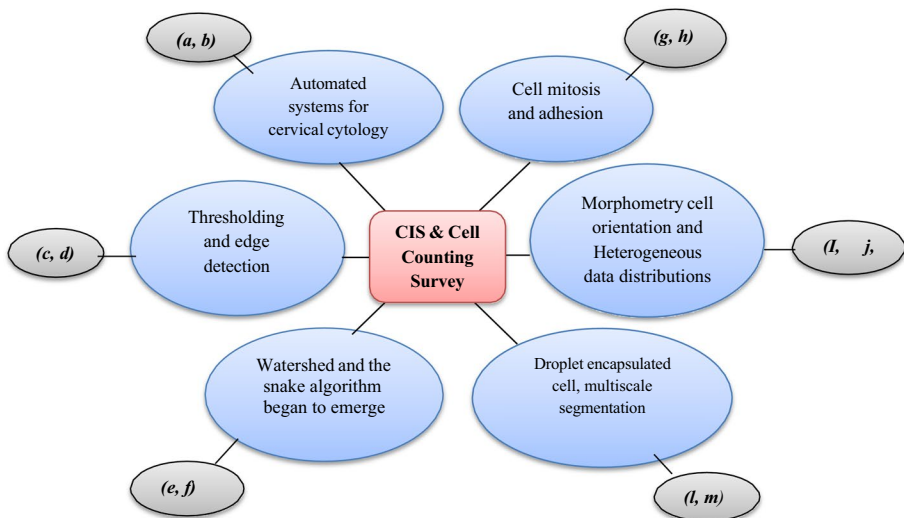 (a, b)
(g, h)
Automated
systems for
cervical cytology
Cell mitosis
and adhesion
Thresholding
and edge
detection
(c, d)
CIS & Cell
Counting
Survey
Morphometry cell
orientation and
Heterogeneous
data distributions
(I, j,
Watershed and the
snake algorithm
began to emerge
(e, f)
Droplet encapsulated
cell, multiscale
segmentation
(l, m)